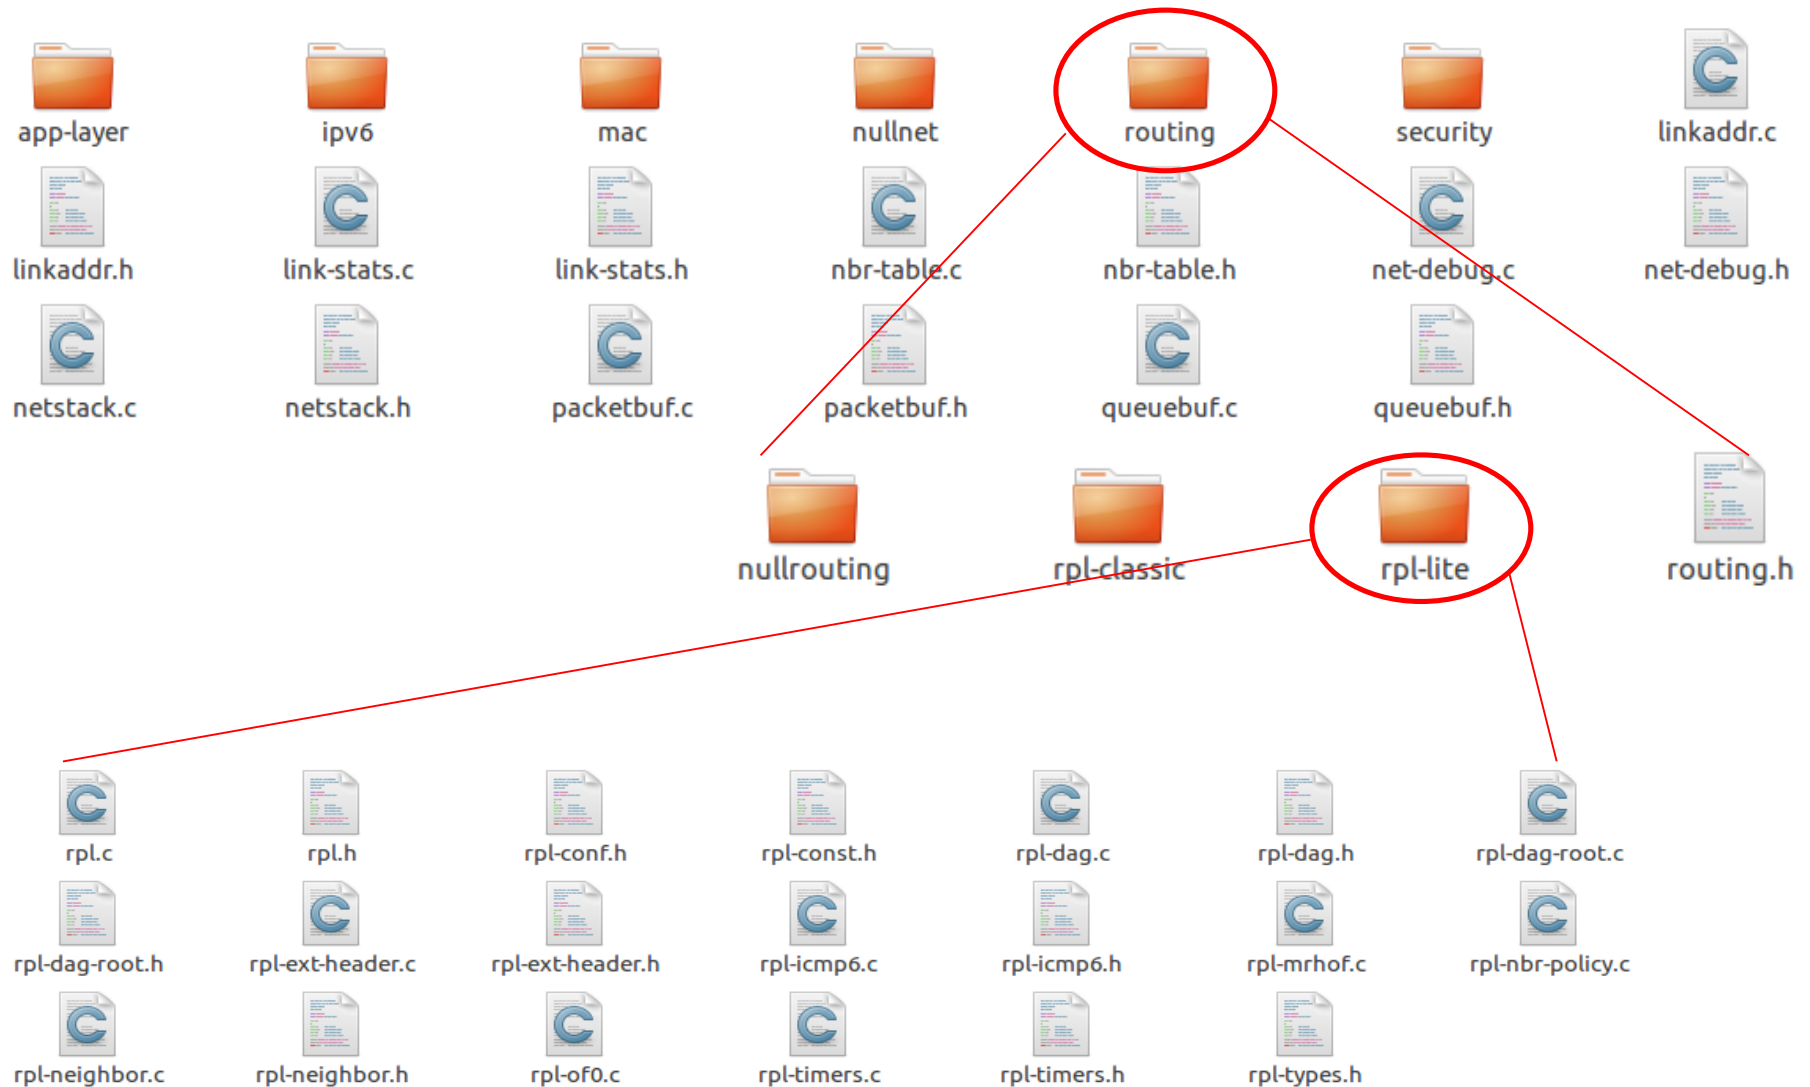 app-layer ipv6 mac nullnet routing security linkaddr.c
linkaddr.h link-stats.c link-stats.h nbr-table.c nbr-table.h net-debug.c net-debug.h
netstack.c netstack.h packetbuf.c packetbuf.h queuebuf.c queuebuf.h
nullrouting rpl-classic rpl-lite routing.h
rpl.c rpl.h rpl-conf.h rpl-const.h rpl-dag.c rpl-dag.h rpl-dag-root.c
rpl-dag-root.h rpl-ext-header.c rpl-ext-header.h rpl-icmp6.c rpl-icmp6.h rpl-mrhof.c rpl-nbr-policy.c
rpl-neighbor.c rpl-neighbor.h rpl-of0.c rpl-timers.c rpl-timers.h rpl-types.h